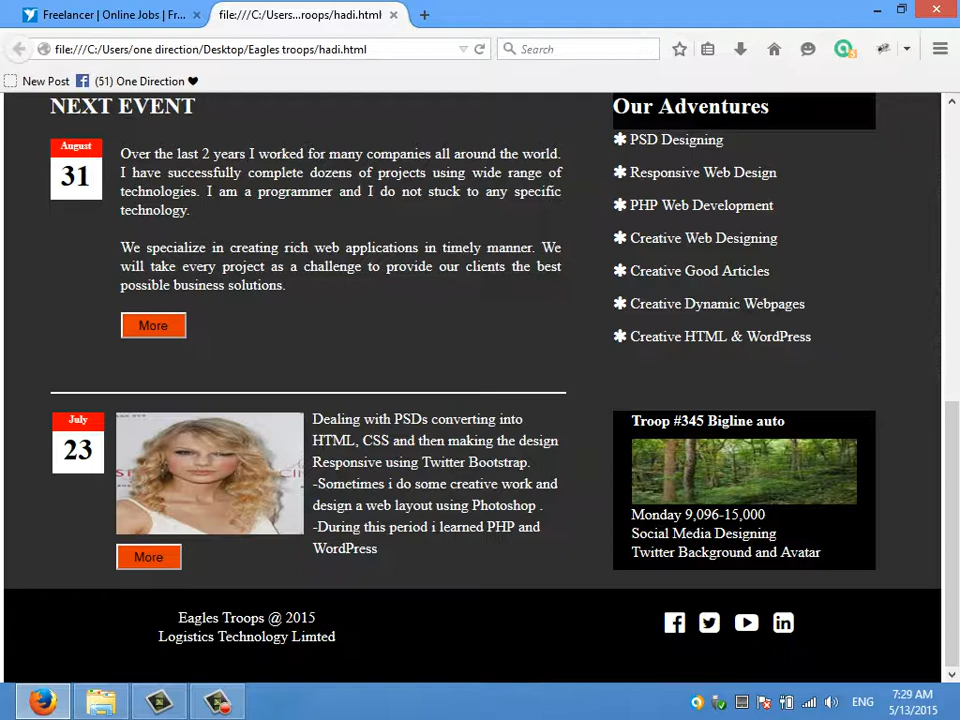 Freelancer | Online Jobs | Fr...
file:///C:/Users...roops/hadi.html
file:///C:/Users/one direction/Desktop/Eagles troops/hadi.html
Search
New Post
(51) One Direction ♥
NEXT EVENT
August
31
Over the last 2 years I worked for many companies all around the world.
I have successfully complete dozens of projects using wide range of
technologies. I am a programmer and I do not stuck to any specific
technology.
We specialize in creating rich web applications in timely manner. We
will take every project as a challenge to provide our clients the best
possible business solutions.
More
Our Adventures
✱ PSD Designing
✱ Responsive Web Design
✱ PHP Web Development
✱ Creative Web Designing
✱ Creative Good Articles
✱ Creative Dynamic Webpages
✱ Creative HTML & WordPress
July
23
Dealing with PSDs converting into
HTML, CSS and then making the design
Responsive using Twitter Bootstrap.
-Sometimes i do some creative work and
design a web layout using Photoshop .
-During this period i learned PHP and
WordPress
More
Troop #345 Bigline auto
Monday 9,096-15,000
Social Media Designing
Twitter Background and Avatar
Eagles Troops @ 2015
Logistics Technology Limted
ENG
7:29 AM
5/13/2015